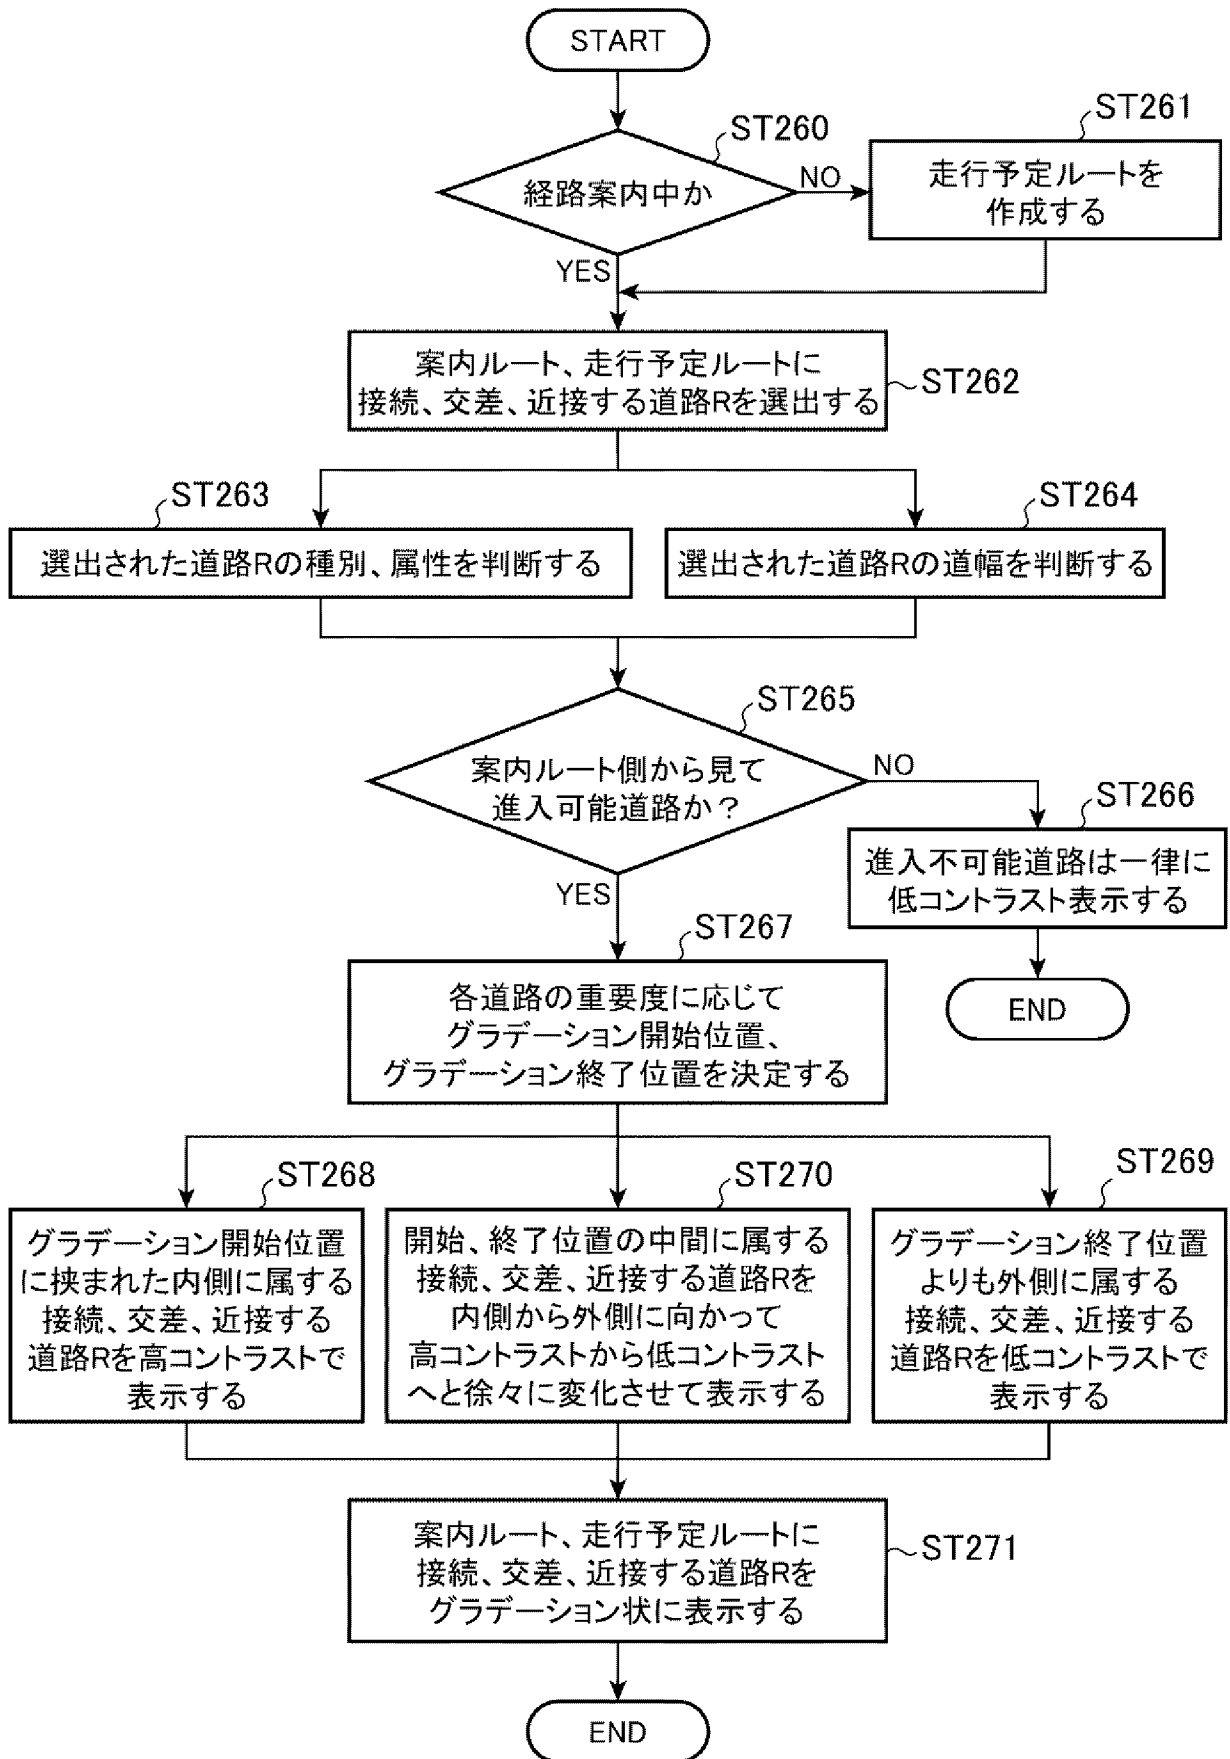 START
ST260
経路案内中か
NO
ST261
走行予定ルートを
作成する
YES
案内ルート、走行予定ルートに
接続、交差、近接する道路Rを選出する
ST262
ST263
選出された道路Rの種別、属性を判断する
ST264
選出された道路Rの道幅を判断する
ST265
案内ルート側から見て
進入可能道路か?
NO
ST266
進入不可能道路は一律に
低コントラスト表示する
END
YES
ST267
各道路の重要度に応じて
グラデーション開始位置、
グラデーション終了位置を決定する
ST268
グラデーション開始位置
に挟まれた内側に属する
接続、交差、近接する
道路Rを高コントラストで
表示する
ST270
開始、終了位置の中間に属する
接続、交差、近接する道路Rを
内側から外側に向かって
高コントラストから低コントラスト
へと徐々に変化させて表示する
ST269
グラデーション終了位置
よりも外側に属する
接続、交差、近接する
道路Rを低コントラストで
表示する
案内ルート、走行予定ルートに
接続、交差、近接する道路Rを
グラデーション状に表示する
ST271
END